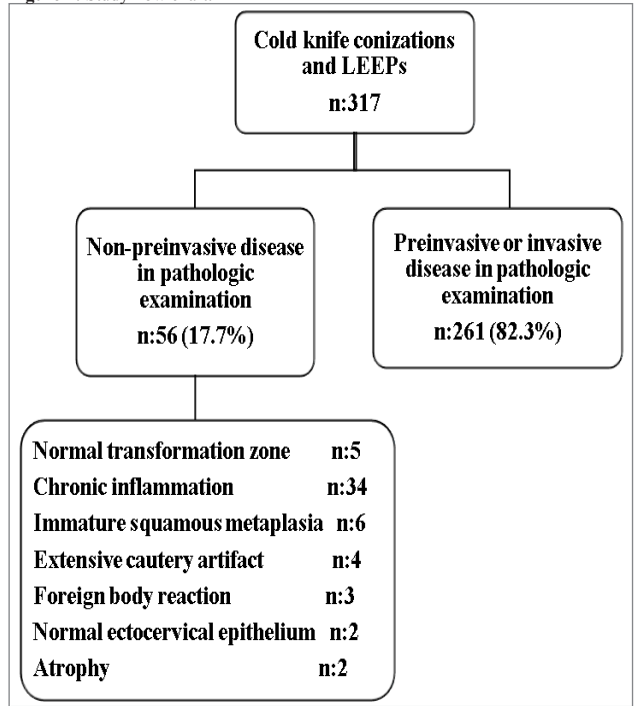 Cold knife conizations
and LEEPs
n:317
Non-preinvasive disease
in pathologic
examination
n:56 (17.7%)
Preinvasive or invasive
disease in pathologic
examination
n:261 (82.3%)
Normal transformation zone n:5
Chronic inflammation n:34
Immature squamous metaplasia n:6
Extensive cautery artifact n:4
Foreign body reaction n:3
Normal ectocervical epithelium n:2
Atrophy n:2